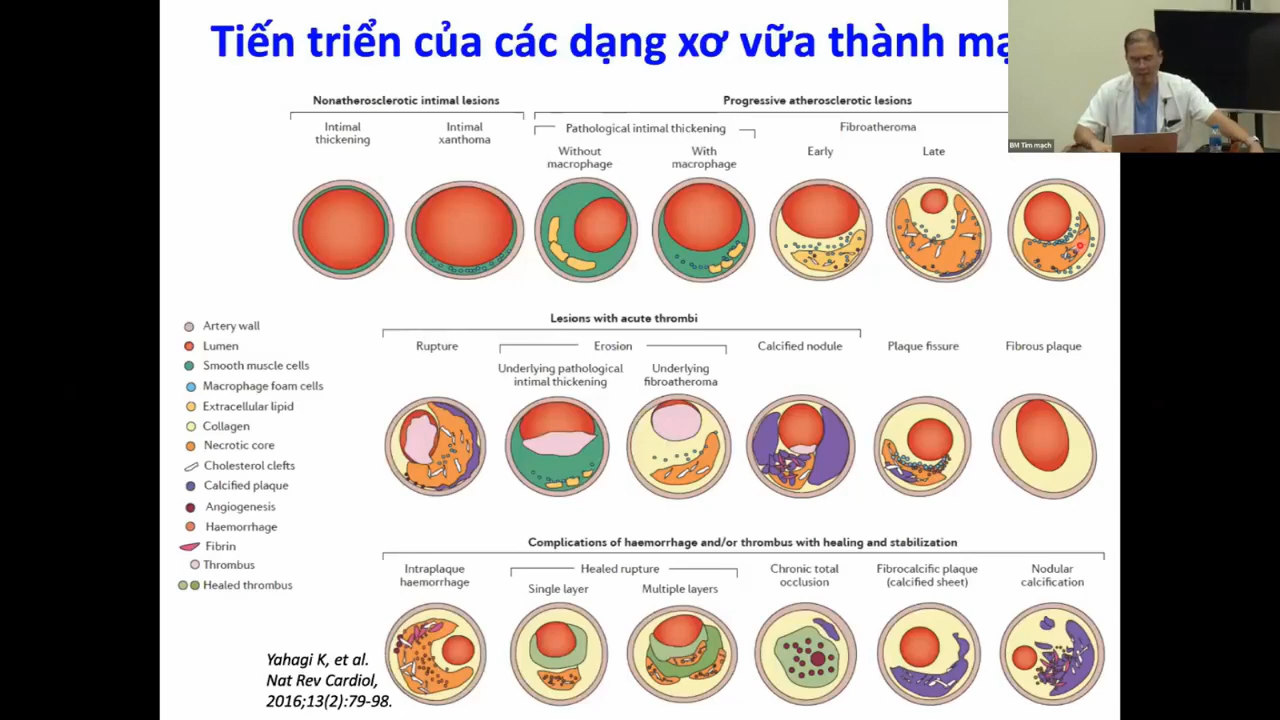 Tiến triển của các dạng xơ vữa thành mạ
BM Tim mạch
Nonatherosclerotic intimal lesions
Progressive atherosclerotic lesions
Intimal
thickening
Intimal
xanthoma
Pathological intimal thickening
Fibroatheroma
Without
macrophage
With
macrophage
Early
Late
Lesions with acute thrombi
Rupture
Erosion
Calcified nodule
Plaque fissure
Fibrous plaque
Underlying pathological
intimal thickening
Underlying
fibroatheroma
Artery wall
Lumen
Smooth muscle cells
Macrophage foam cells
Extracellular lipid
Collagen
Necrotic core
Cholesterol clefts
Calcified plaque
Angiogenesis
Haemorrhage
Fibrin
Thrombus
Healed thrombus
Complications of haemorrhage and/or thrombus with healing and stabilization
Intraplaque
haemorrhage
Healed rupture
Single layer
Multiple layers
Chronic total
occlusion
Fibrocalcific plaque
(calcified sheet)
Nodular
calcification
Yahagi K, et al.
Nat Rev Cardiol,
2016;13(2):79-98.